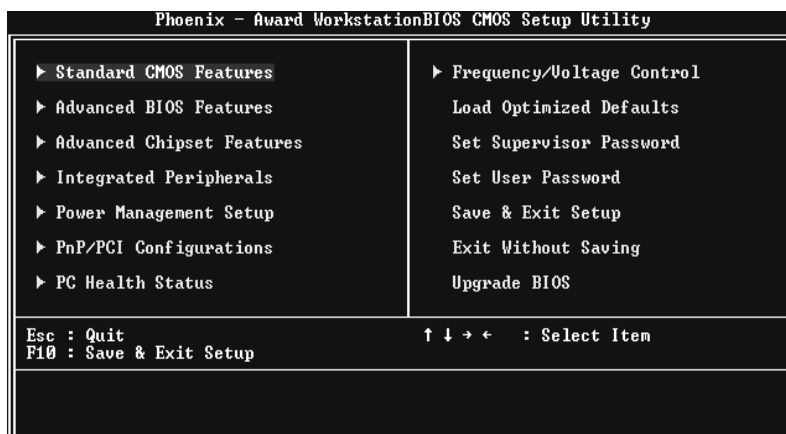 Phoenix - Award WorkstationBIOS CMOS Setup Utility
▶ Standard CMOS Features
▶ Advanced BIOS Features
▶ Advanced Chipset Features
▶ Integrated Peripherals
▶ Power Management Setup
▶ PnP/PCI Configurations
▶ PC Health Status
▶ Frequency/Voltage Control
Load Optimized Defaults
Set Supervisor Password
Set User Password
Save & Exit Setup
Exit Without Saving
Upgrade BIOS
Esc : Quit
F10 : Save & Exit Setup
↑ ↓ → ← : Select Item